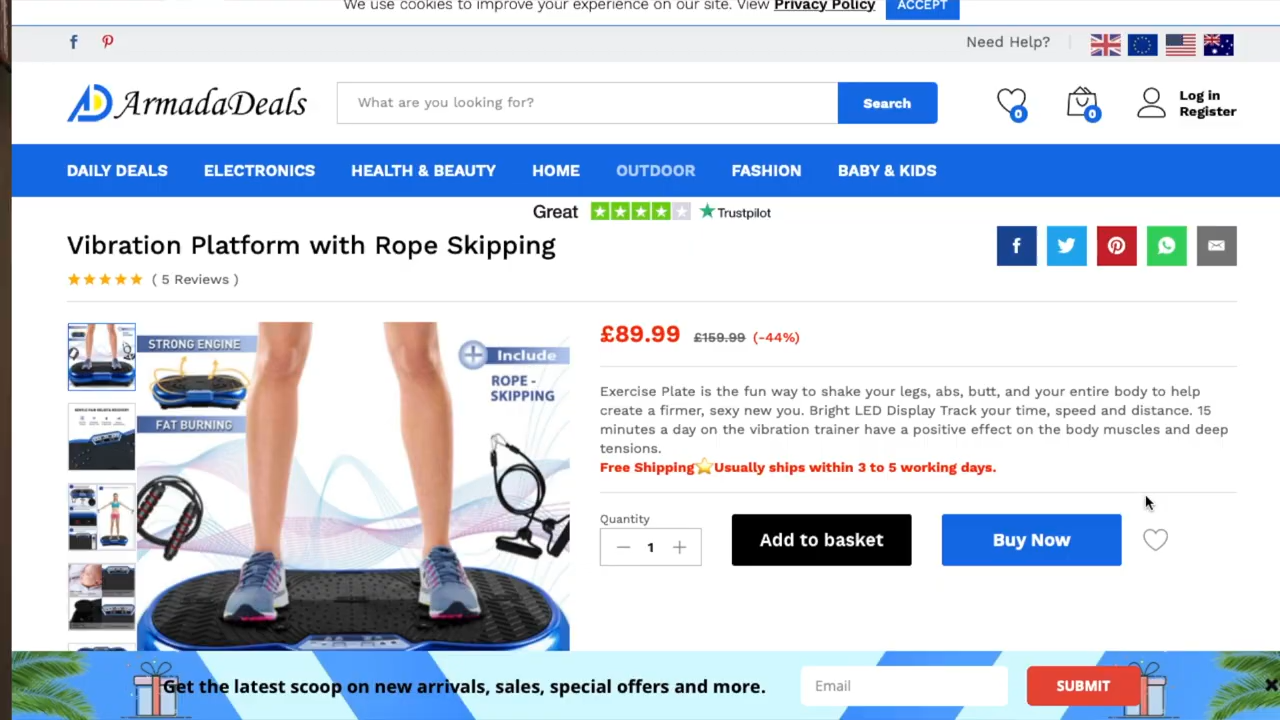 We use cookies to improve your experience on our site. View Privacy Policy ACCEPT
Need Help?
ArmadaDeals
What are you looking for?
Search
0
0
Log in
Register
DAILY DEALS ELECTRONICS HEALTH & BEAUTY HOME OUTDOOR FASHION BABY & KIDS
Great Trustpilot
Vibration Platform with Rope Skipping
( 5 Reviews )
STRONG ENGINE
FAT BURNING
Include
ROPE -
SKIPPING
£89.99 £159.99 (-44%)
Exercise Plate is the fun way to shake your legs, abs, butt, and your entire body to help
create a firmer, sexy new you. Bright LED Display Track your time, speed and distance. 15
minutes a day on the vibration trainer have a positive effect on the body muscles and deep
tensions.
Free Shipping⭐Usually ships within 3 to 5 working days.
Quantity
1
Add to basket
Buy Now
Get the latest scoop on new arrivals, sales, special offers and more.
Email
SUBMIT